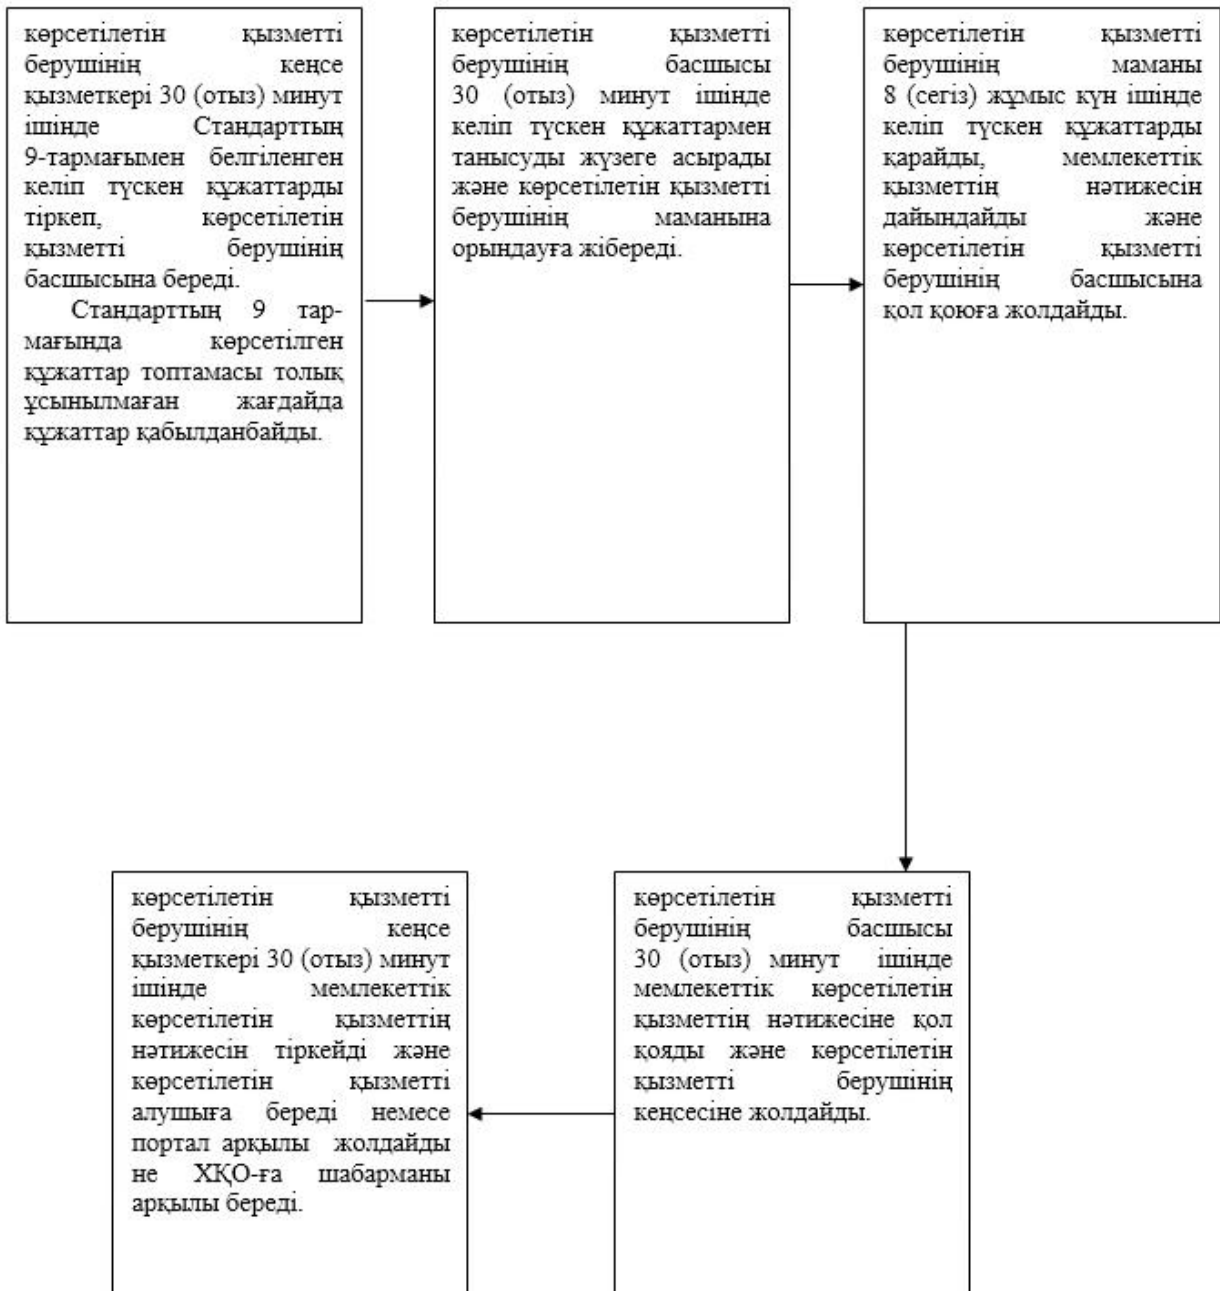 көрсетілетін қызметті
берушінің кеңсе
қызметкері 30 (отыз) минут
ішінде Стандарттың
9-тармағымен белгіленген
келіп түскен құжаттарды
тіркеп, көрсетілетін
қызметті берушінің
басшысына береді.
Стандарттың 9 тар-
мағында көрсетілген
құжаттар топтамасы толық
ұсынылмаған жағдайда
құжаттар қабылданбайды.
көрсетілетін қызметті
берушінің басшысы
30 (отыз) минут ішінде
келіп түскен құжаттармен
танысуды жүзеге асырады
және көрсетілетін қызметті
берушінің маманына
орындауға жібереді.
көрсетілетін қызметті
берушінің маманы
8 (сегіз) жұмыс күн ішінде
келіп түскен құжаттарды
қарайды, мемлекеттік
қызметтің нәтижесін
дайындайды және
көрсетілетін қызметті
берушінің басшысына
қол қоюға жолдайды.
көрсетілетін қызметті
берушінің кеңсе
қызметкері 30 (отыз) минут
ішінде мемлекеттік
көрсетілетін қызметтің
нәтижесін тіркейді және
көрсетілетін қызметті
алушыға береді немесе
портал арқылы жолдайды
не ХҚО-ға шабарманы
арқылы береді.
көрсетілетін қызметті
берушінің басшысы
30 (отыз) минут ішінде
мемлекеттік көрсетілетін
қызметтің нәтижесіне қол
қояды және көрсетілетін
қызметті берушінің
кеңсесіне жолдайды.